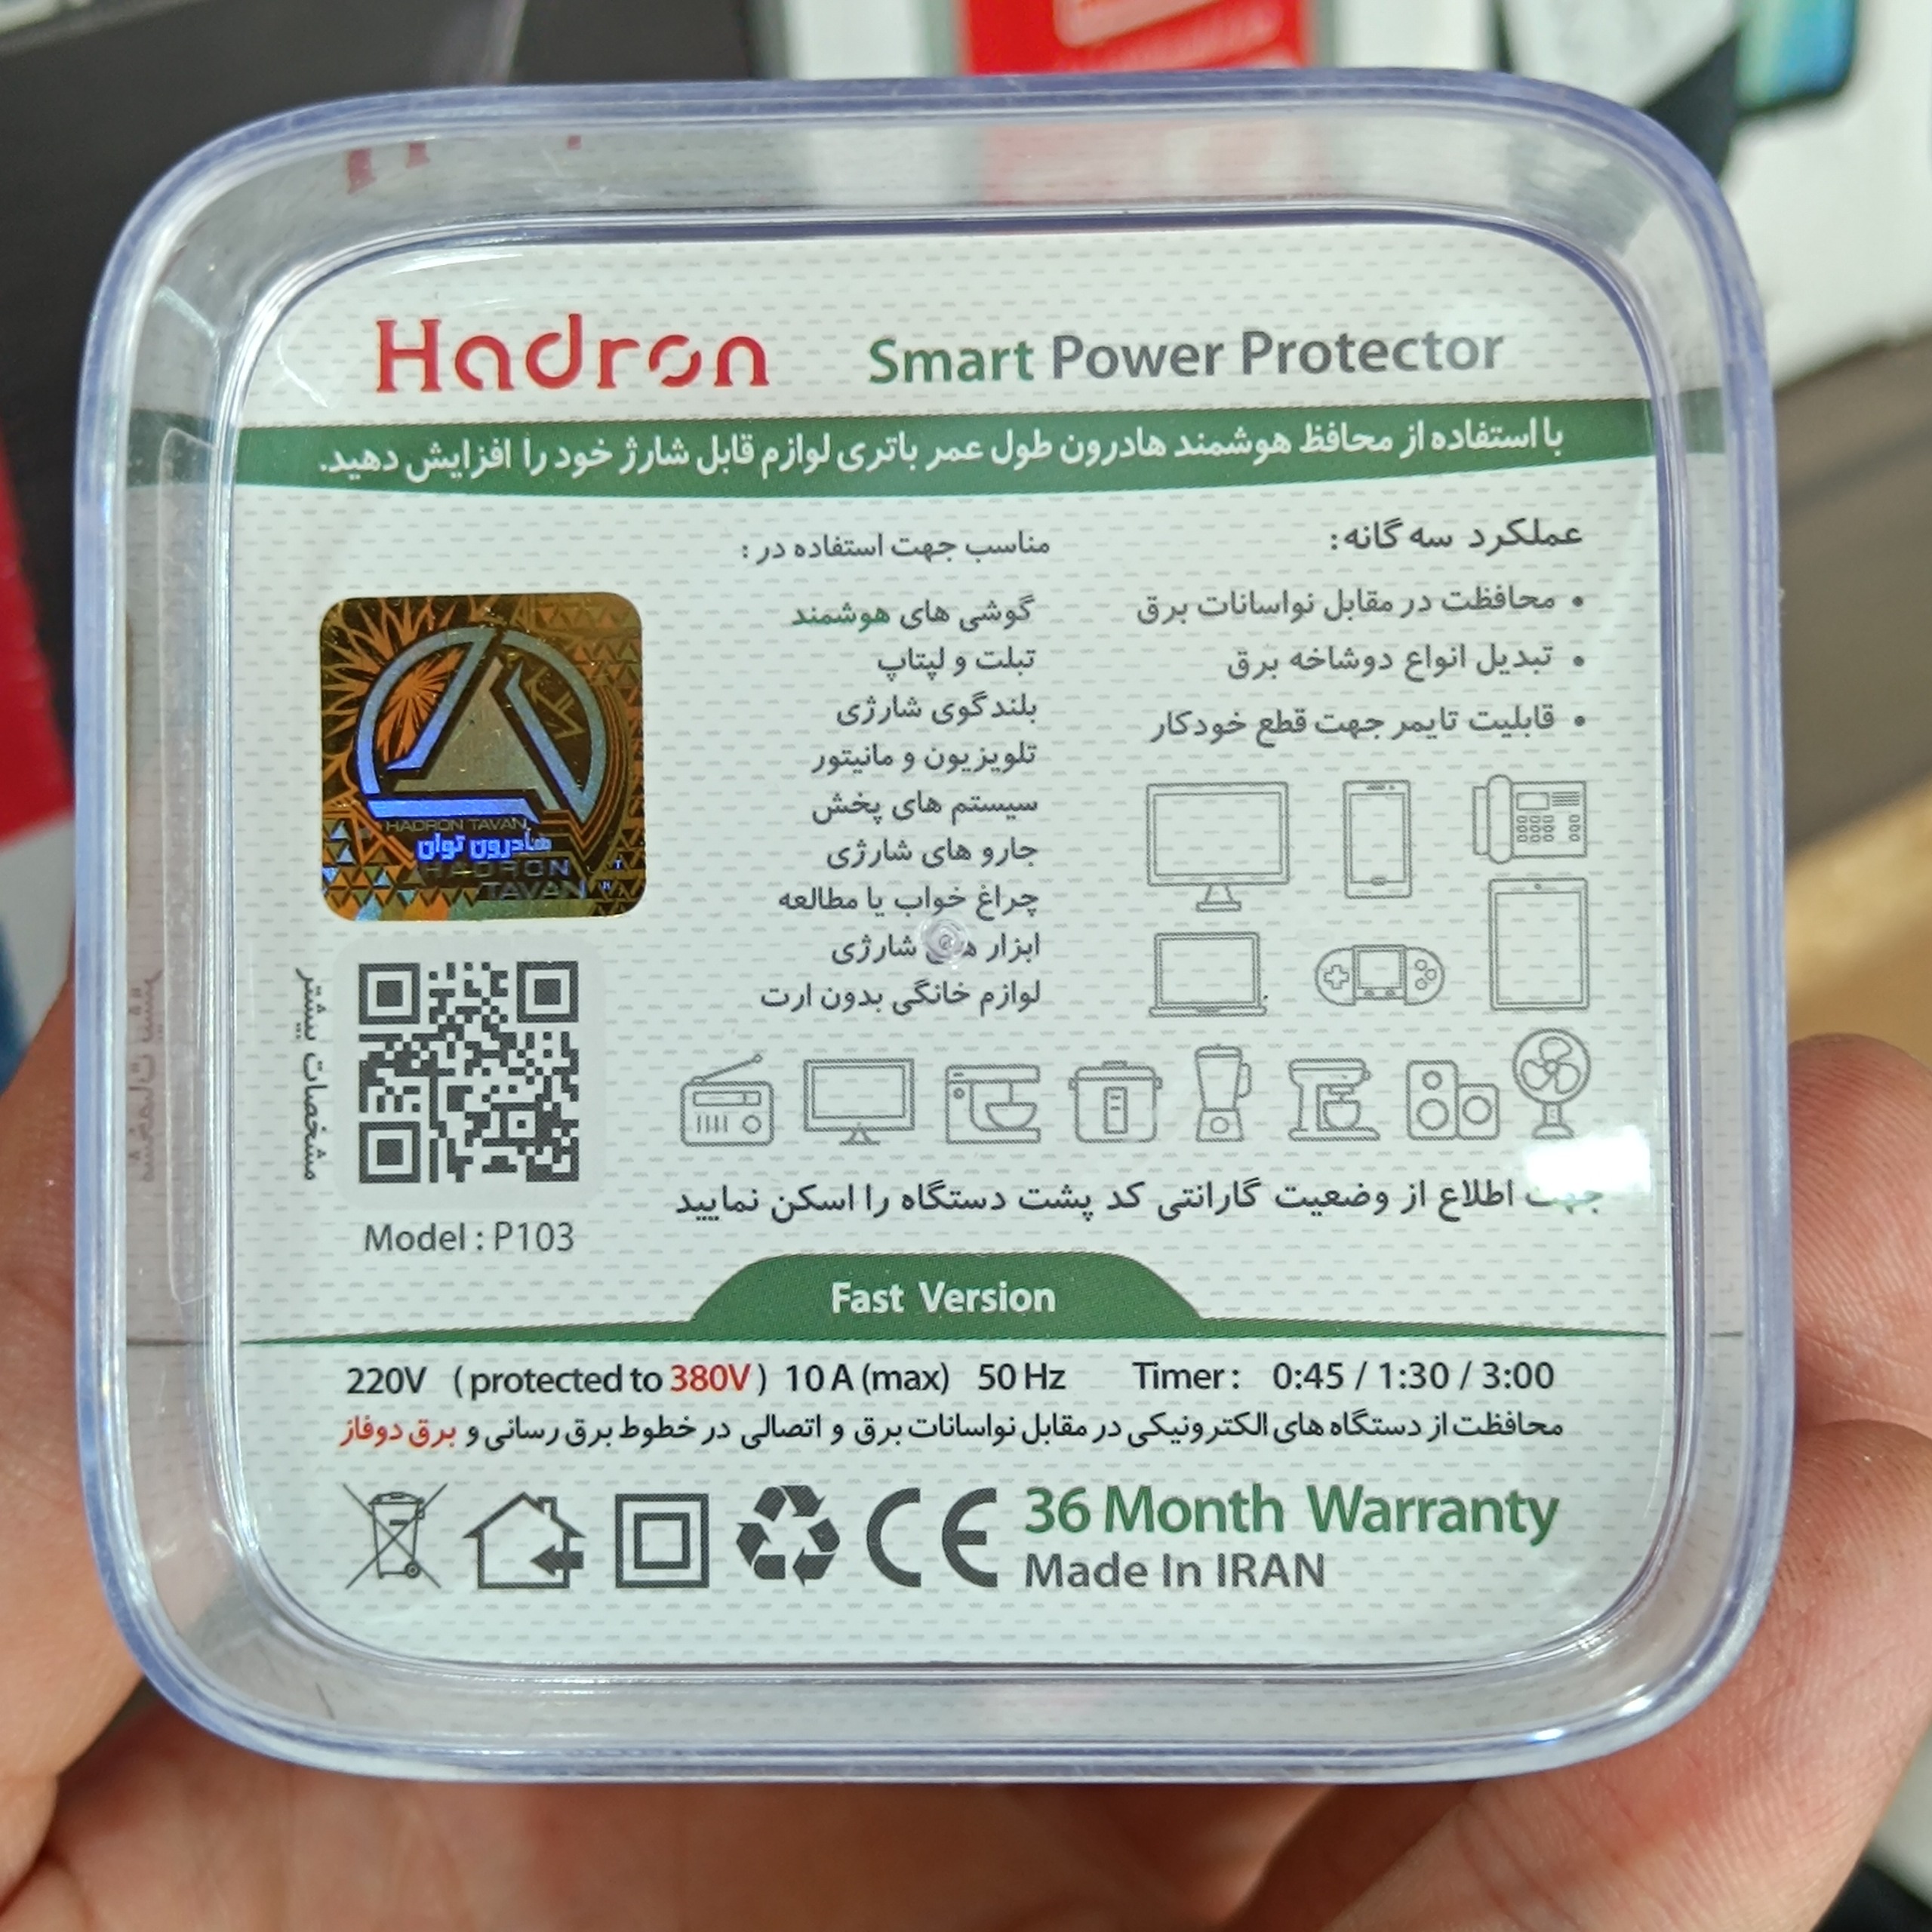 Hadron Smart Power Protector
با استفاده از محافظ هوشمند هادرون طول عمر باتری لوازم قابل شارژ خود را افزایش دهید.
عملکرد سه گانه:
• محافظت در مقابل نواسانات برق
• تبدیل انواع دوشاخه برق
• قابلیت تایمر جهت قطع خودکار
مناسب جهت استفاده در :
گوشی های هوشمند
تبلت و لپتاپ
بلندگوی شارژی
تلویزیون و مانیتور
سیستم های پخش
جارو های شارژی
چراغ خواب یا مطالعه
ابزار های شارژی
لوازم خانگی بدون ارت
HADRON TAVAN
هادرون توان
HADRON
TAVAN
مشخصات بیشتر
Model : P103
جهت اطلاع از وضعیت گارانتی کد پشت دستگاه را اسکن نمایید
Fast Version
220V ( protected to 380V ) 10 A (max) 50 Hz Timer : 0:45 / 1:30 / 3:00
محافظت از دستگاه های الکترونیکی در مقابل نواسانات برق و اتصالی در خطوط برق رسانی و برق دوفاز
CE
36 Month Warranty
Made In IRAN